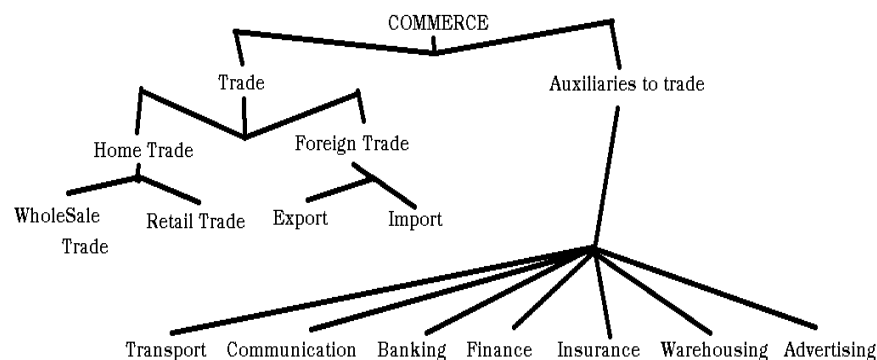 COMMERCE
Trade
Auxiliaries to trade
Home Trade
Foreign Trade
WholeSale
Trade
Retail Trade
Export
Import
Transport
Communication
Banking
Finance
Insurance
Warehousing
Advertising